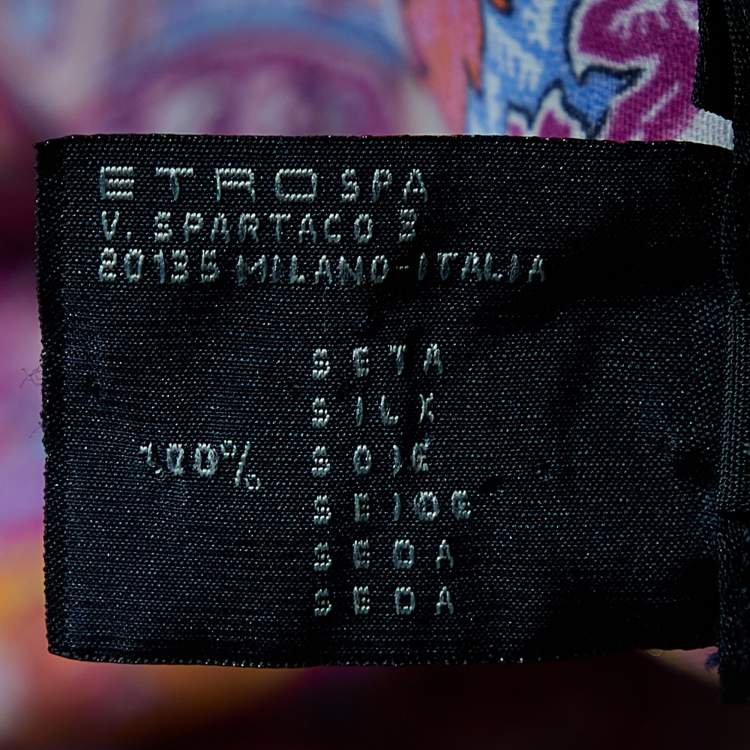 ETRO SPA
V. SPARTACO 3
20135 MILANO-ITALIA
SETA
SILK
100% SOIE
SEIDE
SEDA
SEDA